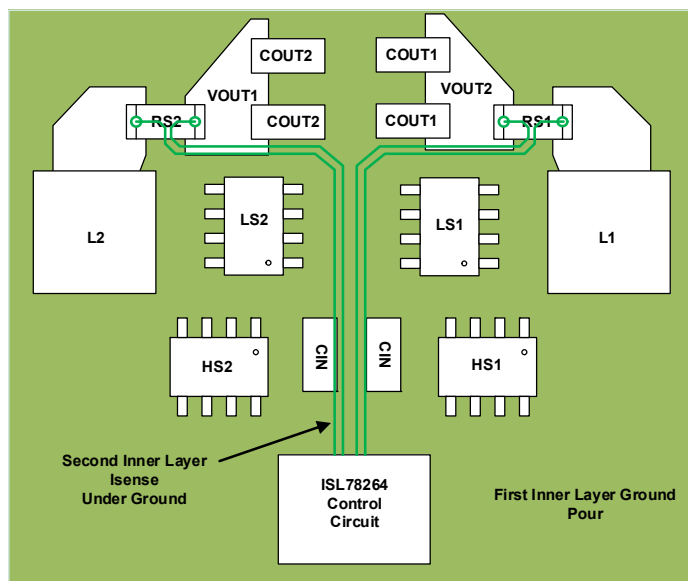 COUT2
COUT1
VOUT1
VOUT2
COUT2
COUT1
RS2
RS1
LS2
LS1
L2
L1
CIN
CIN
HS2
HS1
Second Inner Layer
Isense
Under Ground
ISL78264
Control
Circuit
First Inner Layer Ground
Pour